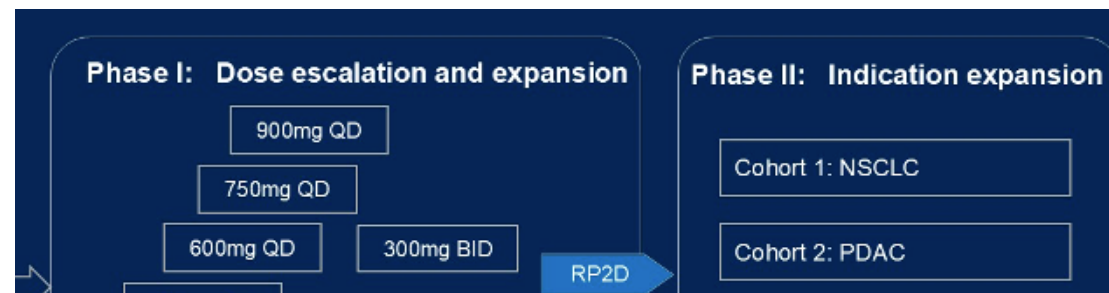 Phase I: Dose escalation and expansion
900mg QD
750mg QD
600mg QD
300mg BID
RP2D
Phase II: Indication expansion
Cohort 1: NSCLC
Cohort 2: PDAC